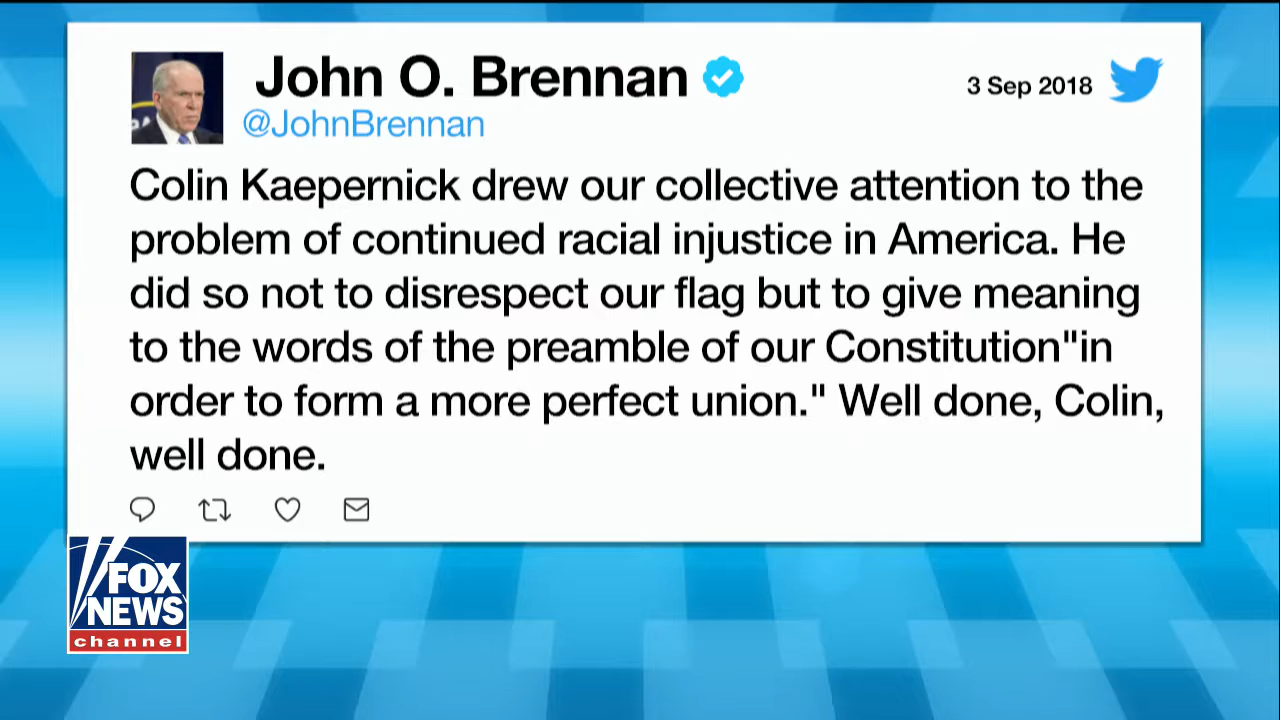 John O. Brennan
3 Sep 2018
@JohnBrennan
Colin Kaepernick drew our collective attention to the
problem of continued racial injustice in America. He
did so not to disrespect our flag but to give meaning
to the words of the preamble of our Constitution"in
order to form a more perfect union." Well done, Colin,
well done.
FOX
NEWS
channel